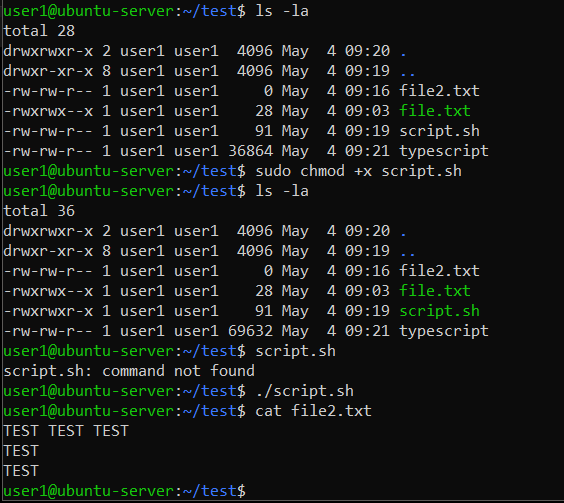 user1@ubuntu-server:~/test$ ls -la
total 28
drwxrwxr-x 2 user1 user1  4096 May  4 09:20 .
drwxr-xr-x 8 user1 user1  4096 May  4 09:19 ..
-rw-rw-r-- 1 user1 user1     0 May  4 09:16 file2.txt
-rwxrwx--x 1 user1 user1    28 May  4 09:03 file.txt
-rw-rw-r-- 1 user1 user1    91 May  4 09:19 script.sh
-rw-rw-r-- 1 user1 user1 36864 May  4 09:21 typescript
user1@ubuntu-server:~/test$ sudo chmod +x script.sh
user1@ubuntu-server:~/test$ ls -la
total 36
drwxrwxr-x 2 user1 user1  4096 May  4 09:20 .
drwxr-xr-x 8 user1 user1  4096 May  4 09:19 ..
-rw-rw-r-- 1 user1 user1     0 May  4 09:16 file2.txt
-rwxrwx--x 1 user1 user1    28 May  4 09:03 file.txt
-rwxrwxr-x 1 user1 user1    91 May  4 09:19 script.sh
-rw-rw-r-- 1 user1 user1 69632 May  4 09:21 typescript
user1@ubuntu-server:~/test$ script.sh
script.sh: command not found
user1@ubuntu-server:~/test$ ./script.sh
user1@ubuntu-server:~/test$ cat file2.txt
TEST TEST TEST
TEST
TEST
user1@ubuntu-server:~/test$